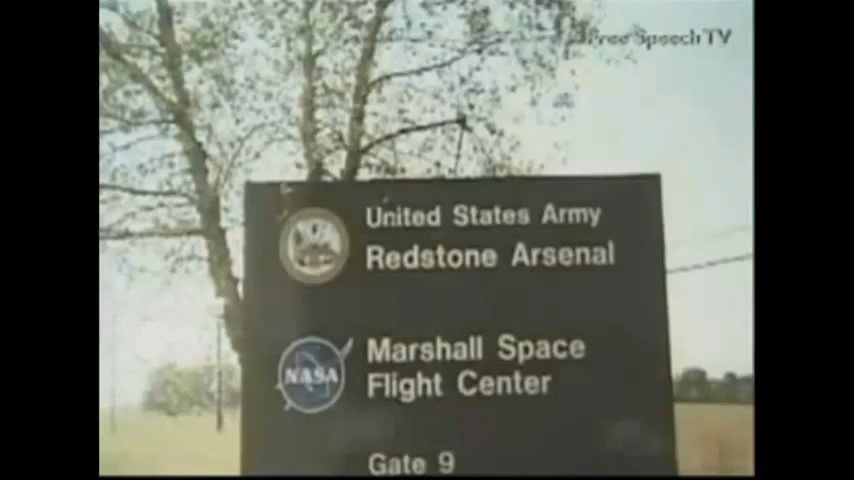 Free Speech TV
United States Army
Redstone Arsenal
NASA
Marshall Space
Flight Center
Gate 9